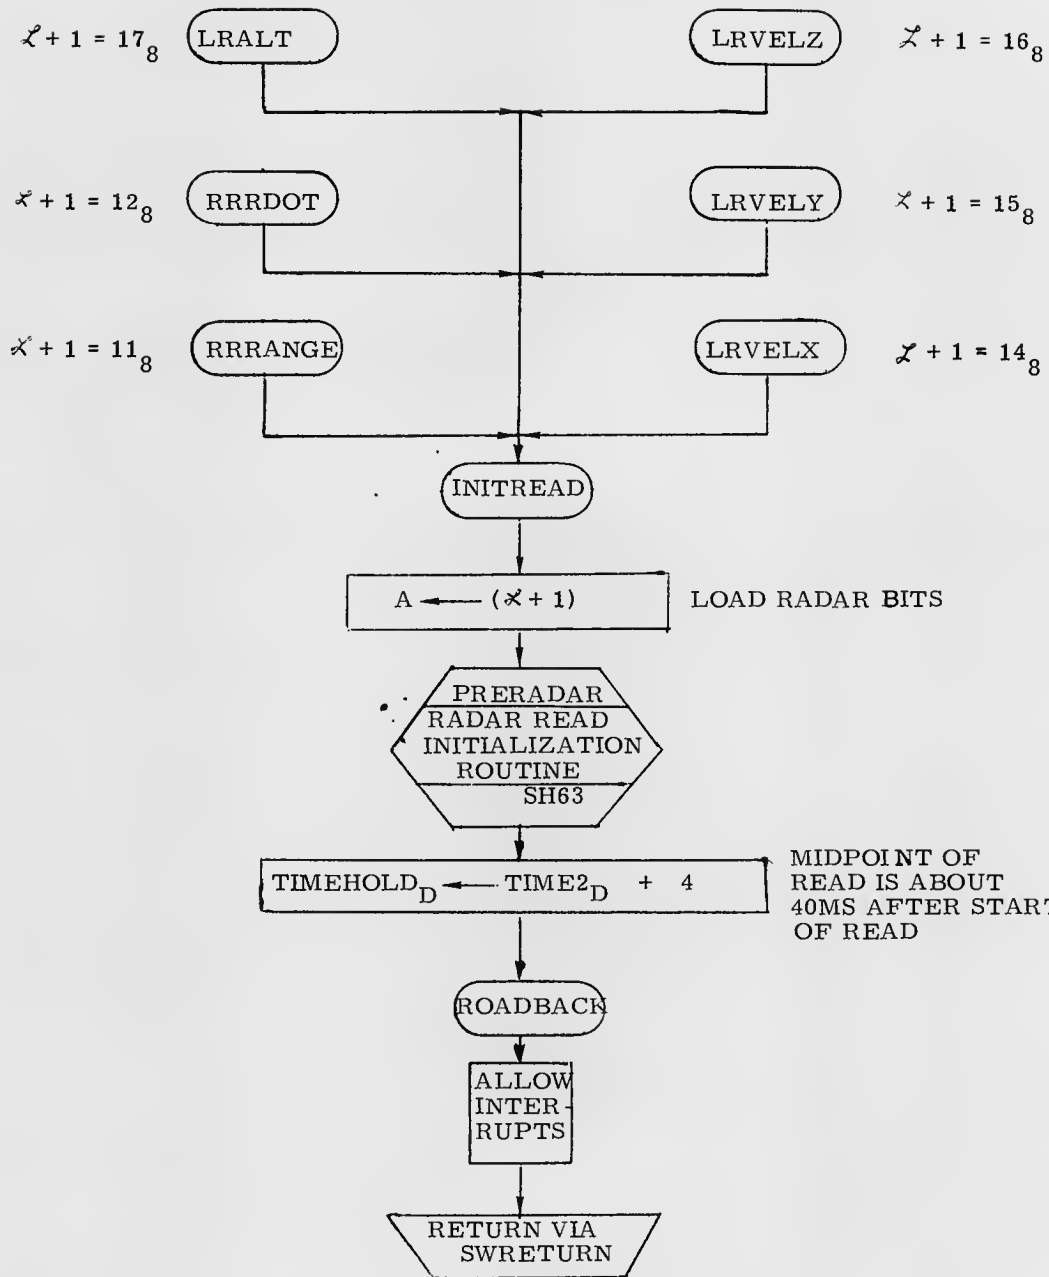 ℒ + 1 = 17₈ LRALT LRVELZ ℒ + 1 = 16₈
ℒ + 1 = 12₈ RRRDOT LRVELY ℒ + 1 = 15₈
ℒ + 1 = 11₈ RRRANGE LRVELX ℒ + 1 = 14₈
INITREAD
A ← (ℒ + 1) LOAD RADAR BITS
PRERADAR
RADAR READ
INITIALIZATION
ROUTINE
SH63
TIMEHOLD_D ← TIME2_D + 4
MIDPOINT OF
READ IS ABOUT
40MS AFTER START
OF READ
ROADBACK
ALLOW
INTER-
RUPTS
RETURN VIA
SWRETURN